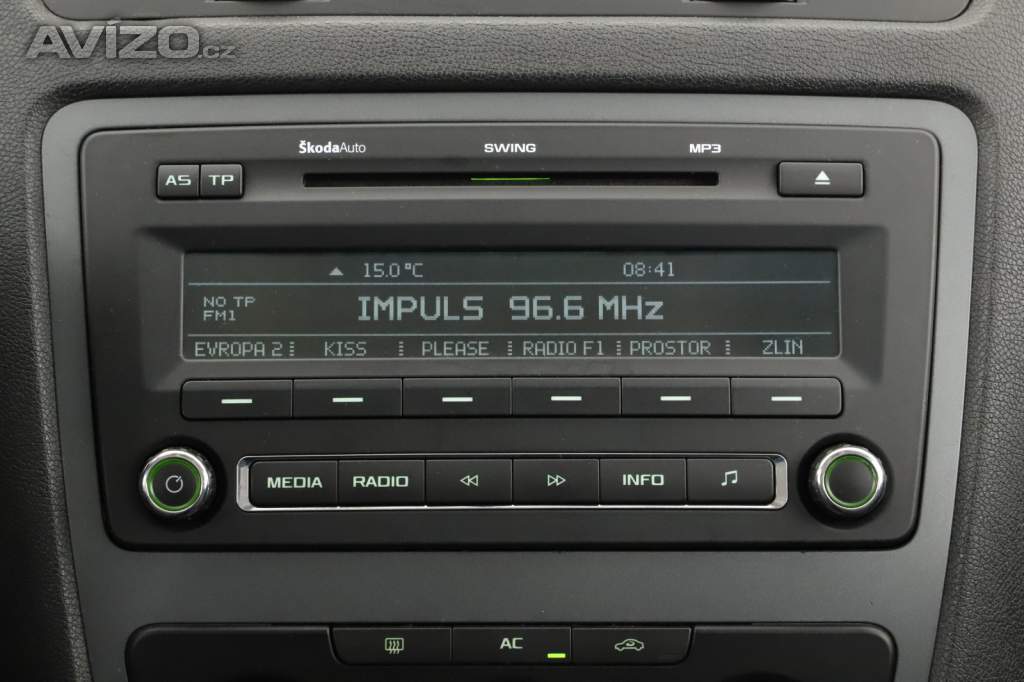 AVÍZO.cz
ŠkodaAuto SWING MP3
AS TP
15.0 °C 08:41
NO TP
FM1
IMPULS 96.6 MHz
EVROPA 2 KISS PLEASE RADIO F1 PROSTOR ZLIN
MEDIA RADIO INFO
AC